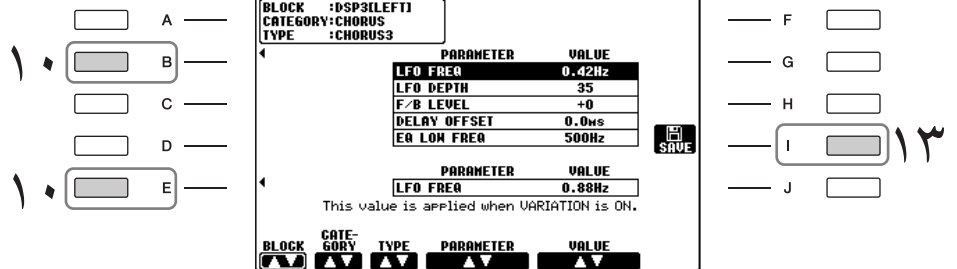 A
F
BLOCK :DSP3[LEFT]
CATEGORY:CHORUS
TYPE :CHORUS3
١٠
B
PARAMETER VALUE
G
LFO FREQ 0.42Hz
LFO DEPTH 35
C
F/B LEVEL +0
H
DELAY OFFSET 0.0ms
D
EQ LOW FREQ 500Hz
SAVE
I
١٣
PARAMETER VALUE
١٠
E
LFO FREQ 0.88Hz
J
This value is applied when VARIATION is ON.
BLOCK CATE-GORY TYPE PARAMETER VALUE